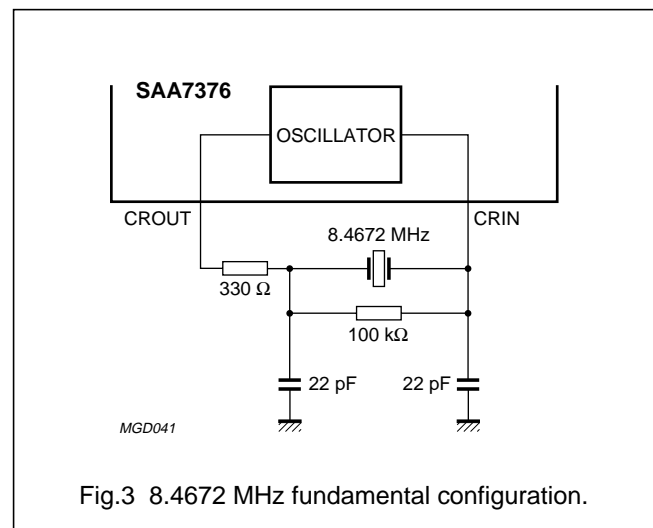 SAA7376
OSCILLATOR
CROUT
CRIN
8.4672 MHz
330 Ω
100 kΩ
22 pF
22 pF
MGD041
Fig.3 8.4672 MHz fundamental configuration.